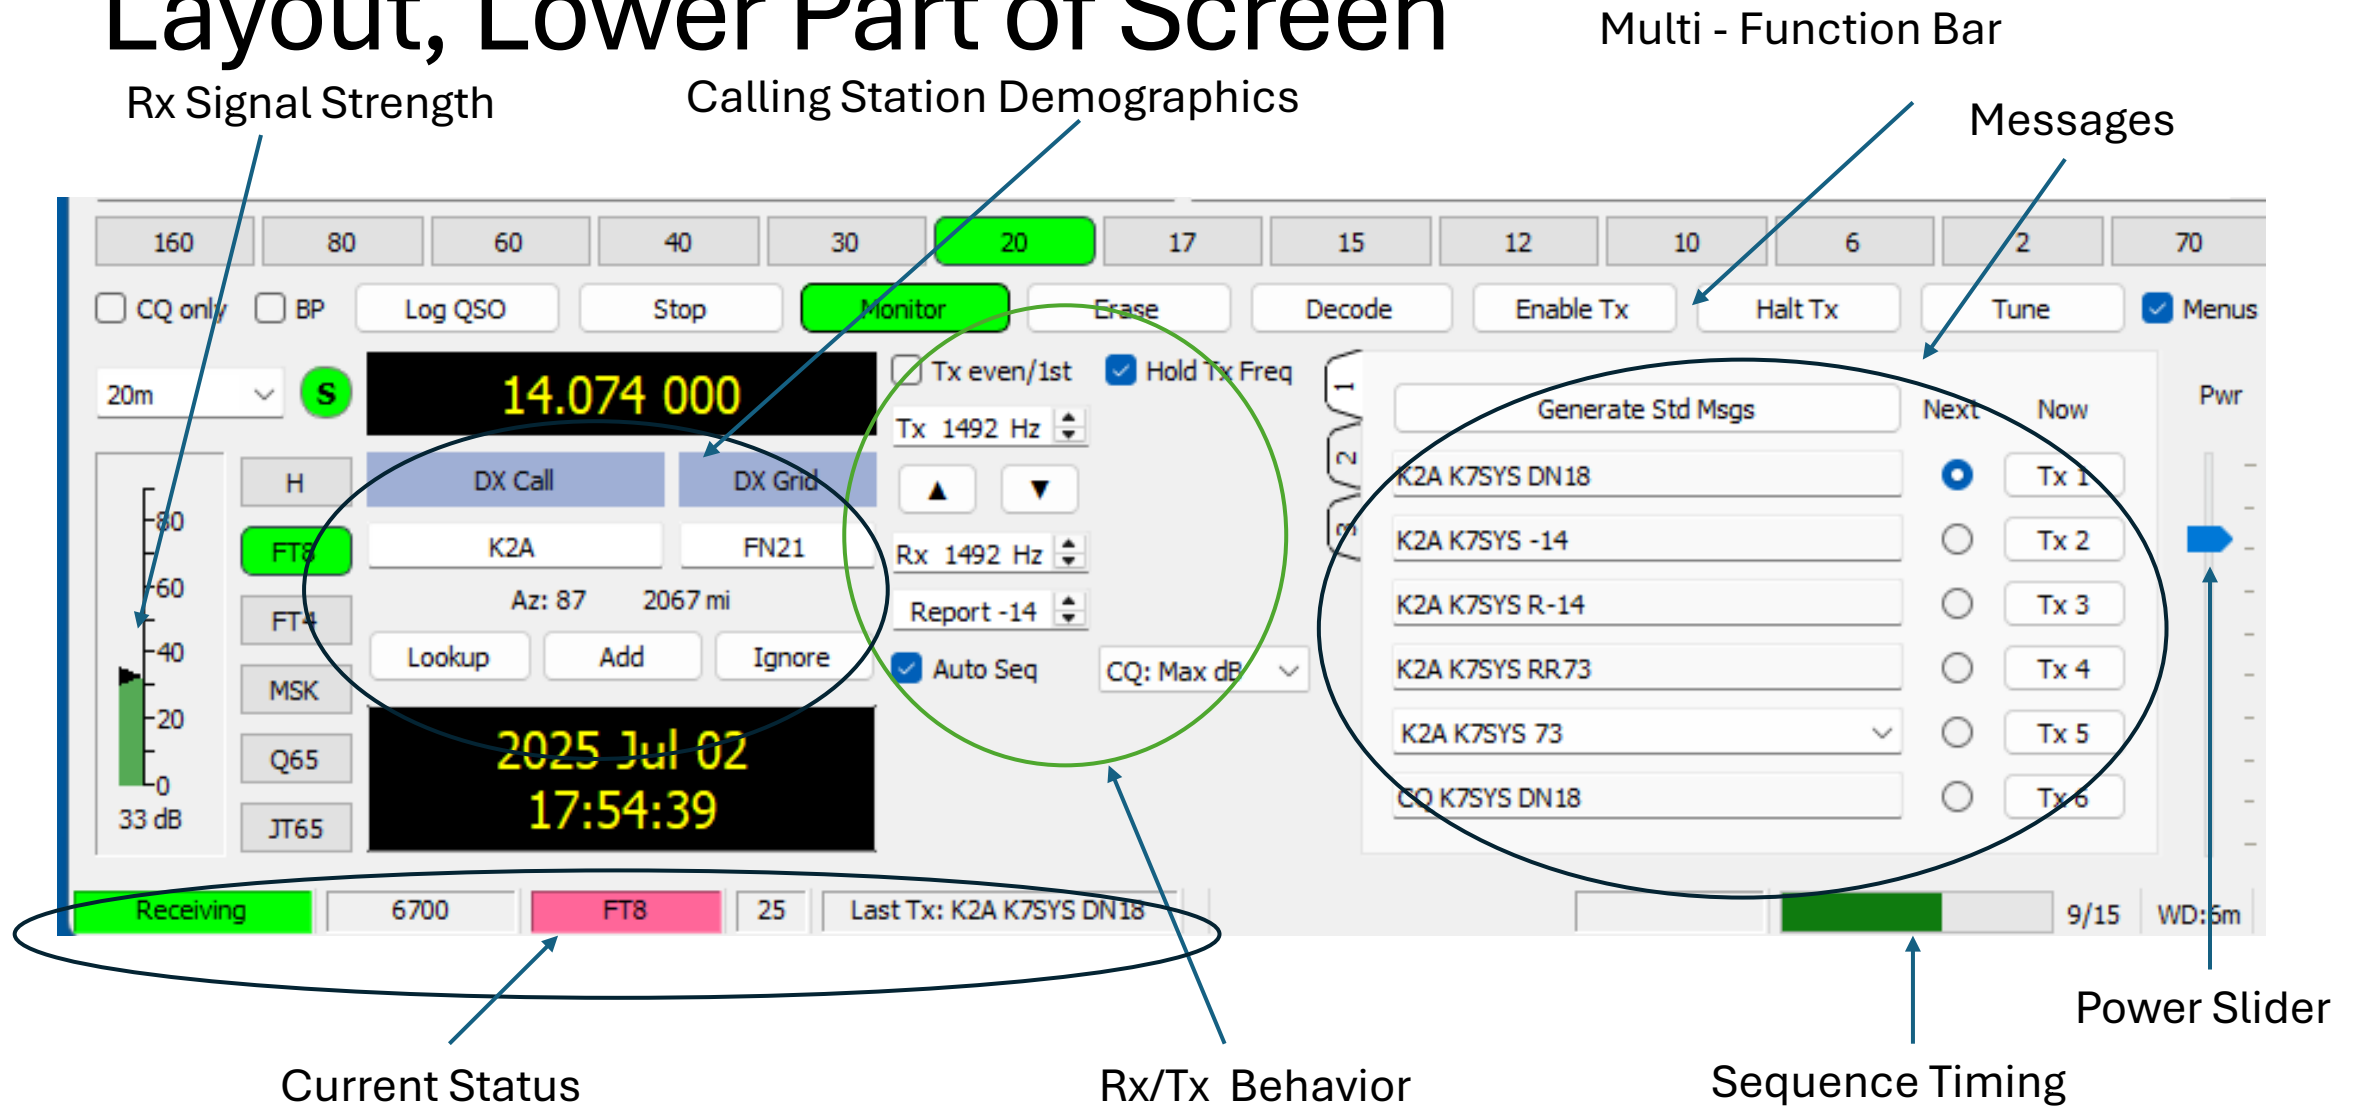 Layout, Lower Part of Screen
Multi - Function Bar
Rx Signal Strength
Calling Station Demographics
Messages
160 80 60 40 30 20 17 15 12 10 6 2 70
CQ only BP Log QSO Stop Monitor Erase Decode Enable Tx Halt Tx Tune Menus
20m S 14.074 000 Tx even/1st Hold Tx Freq 1
Generate Std Msgs Next Now Pwr
Tx 1492 Hz
2
H DX Call DX Grid ▲ ▼ K2A K7SYS DN18 Tx 1
80
3
FT8 K2A FN21 Rx 1492 Hz K2A K7SYS -14 Tx 2
60
Az: 87 2067 mi Report -14 K2A K7SYS R-14 Tx 3
FT4
40 Lookup Add Ignore Auto Seq CQ: Max dB K2A K7SYS RR73 Tx 4
MSK
20 2025 Jul 02 K2A K7SYS 73 Tx 5
Q65
0
33 dB 17:54:39 CQ K7SYS DN18 Tx 6
JT65
Receiving 6700 FT8 25 Last Tx: K2A K7SYS DN18 9/15 WD:6m
Power Slider
Current Status Rx/Tx Behavior Sequence Timing